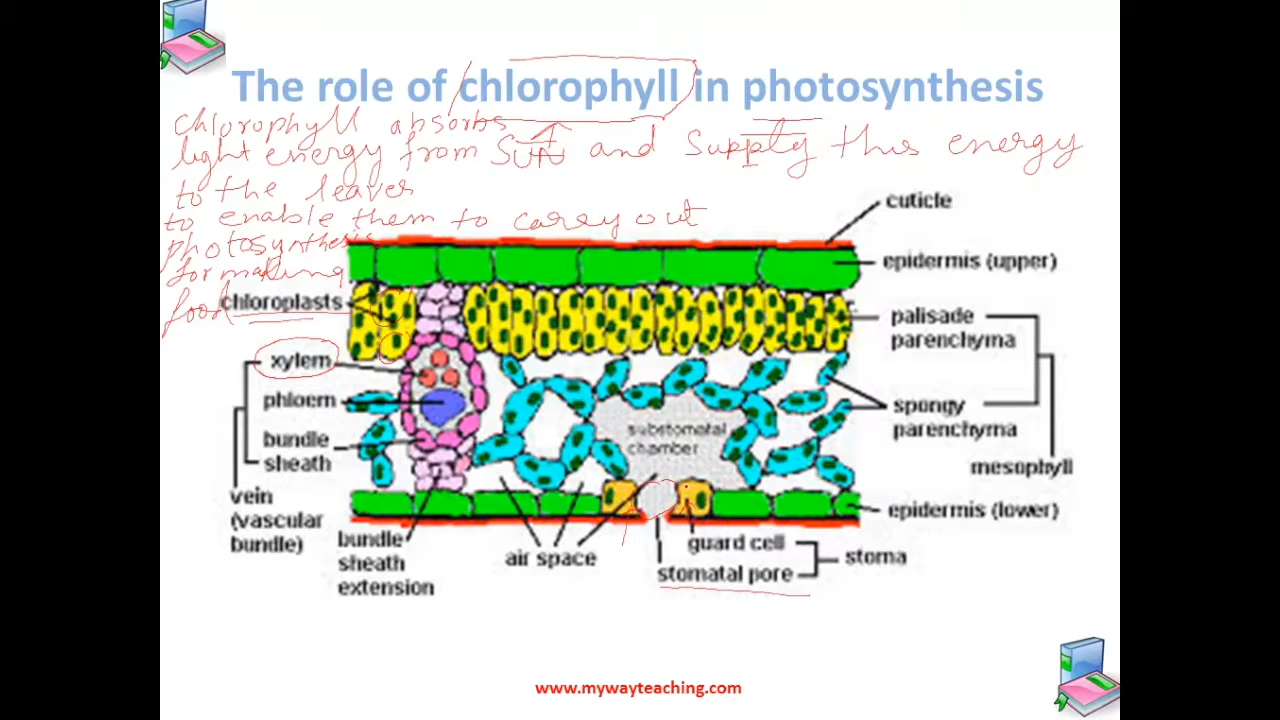 The role of chlorophyll in photosynthesis
chlorophyll absorbs
light energy from SUN and Supply this energy
to the leaves
to enable them to carry out
photosynthesis
for making
food
cuticle
epidermis (upper)
chloroplasts
palisade
parenchyma
xylem
phloem
spongy
parenchyma
substomatal
chamber
bundle
sheath
mesophyll
vein
(vascular
bundle)
epidermis (lower)
bundle
sheath
extension
air space
guard cell
stoma
stomatal pore
www.mywayteaching.com